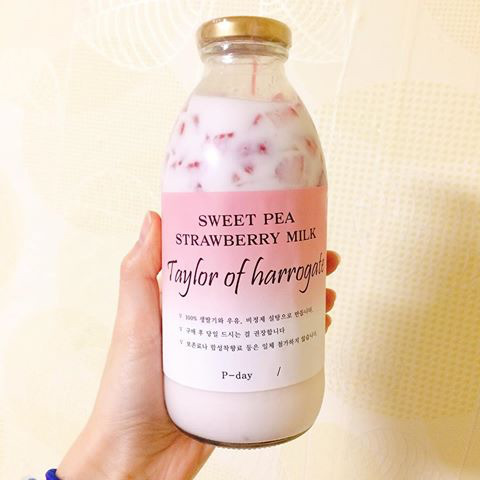 SWEET PEA
STRAWBERRY MILK
Taylor of harrogate
v 100% 생딸기와 우유, 비정제 설탕으로 만듭니다.
v 구매 후 당일 드시는 걸 권장합니다
v 보존료나 합성착향료 등은 일체 첨가하지 않습니다.
P-day /